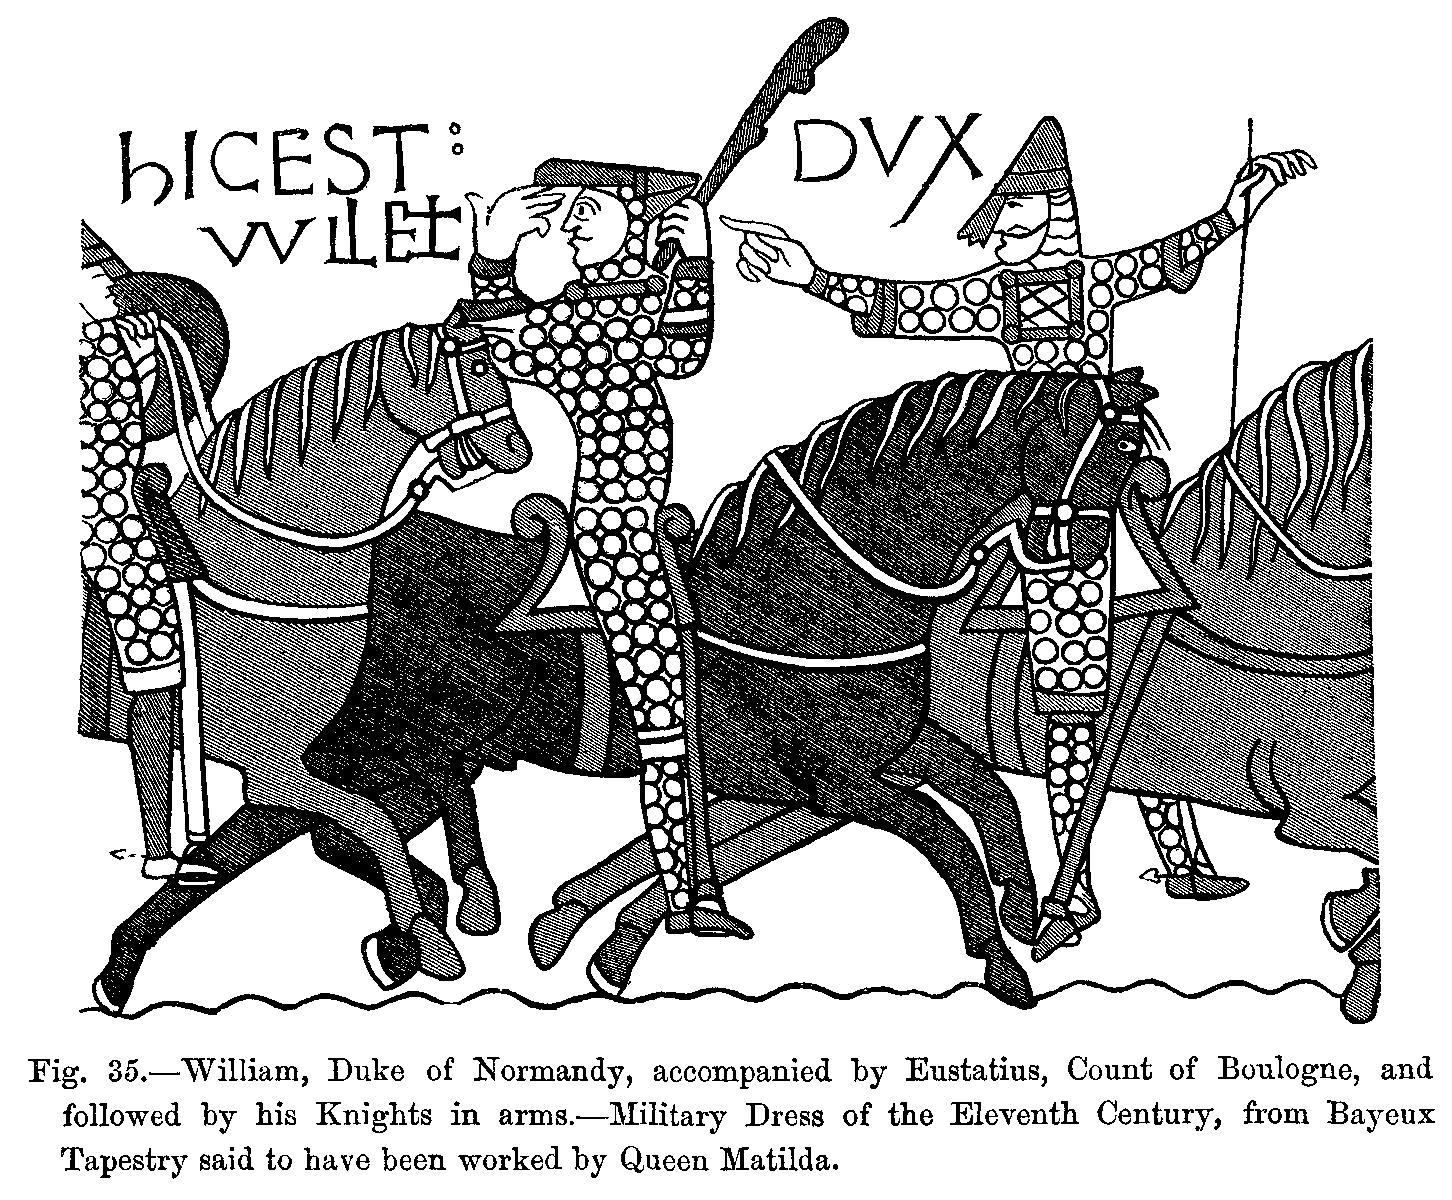 hICEST:
DVX
WILLEt
Fig. 35.—William, Duke of Normandy, accompanied by Eustatius, Count of Boulogne, and
followed by his Knights in arms.—Military Dress of the Eleventh Century, from Bayeux
Tapestry said to have been worked by Queen Matilda.